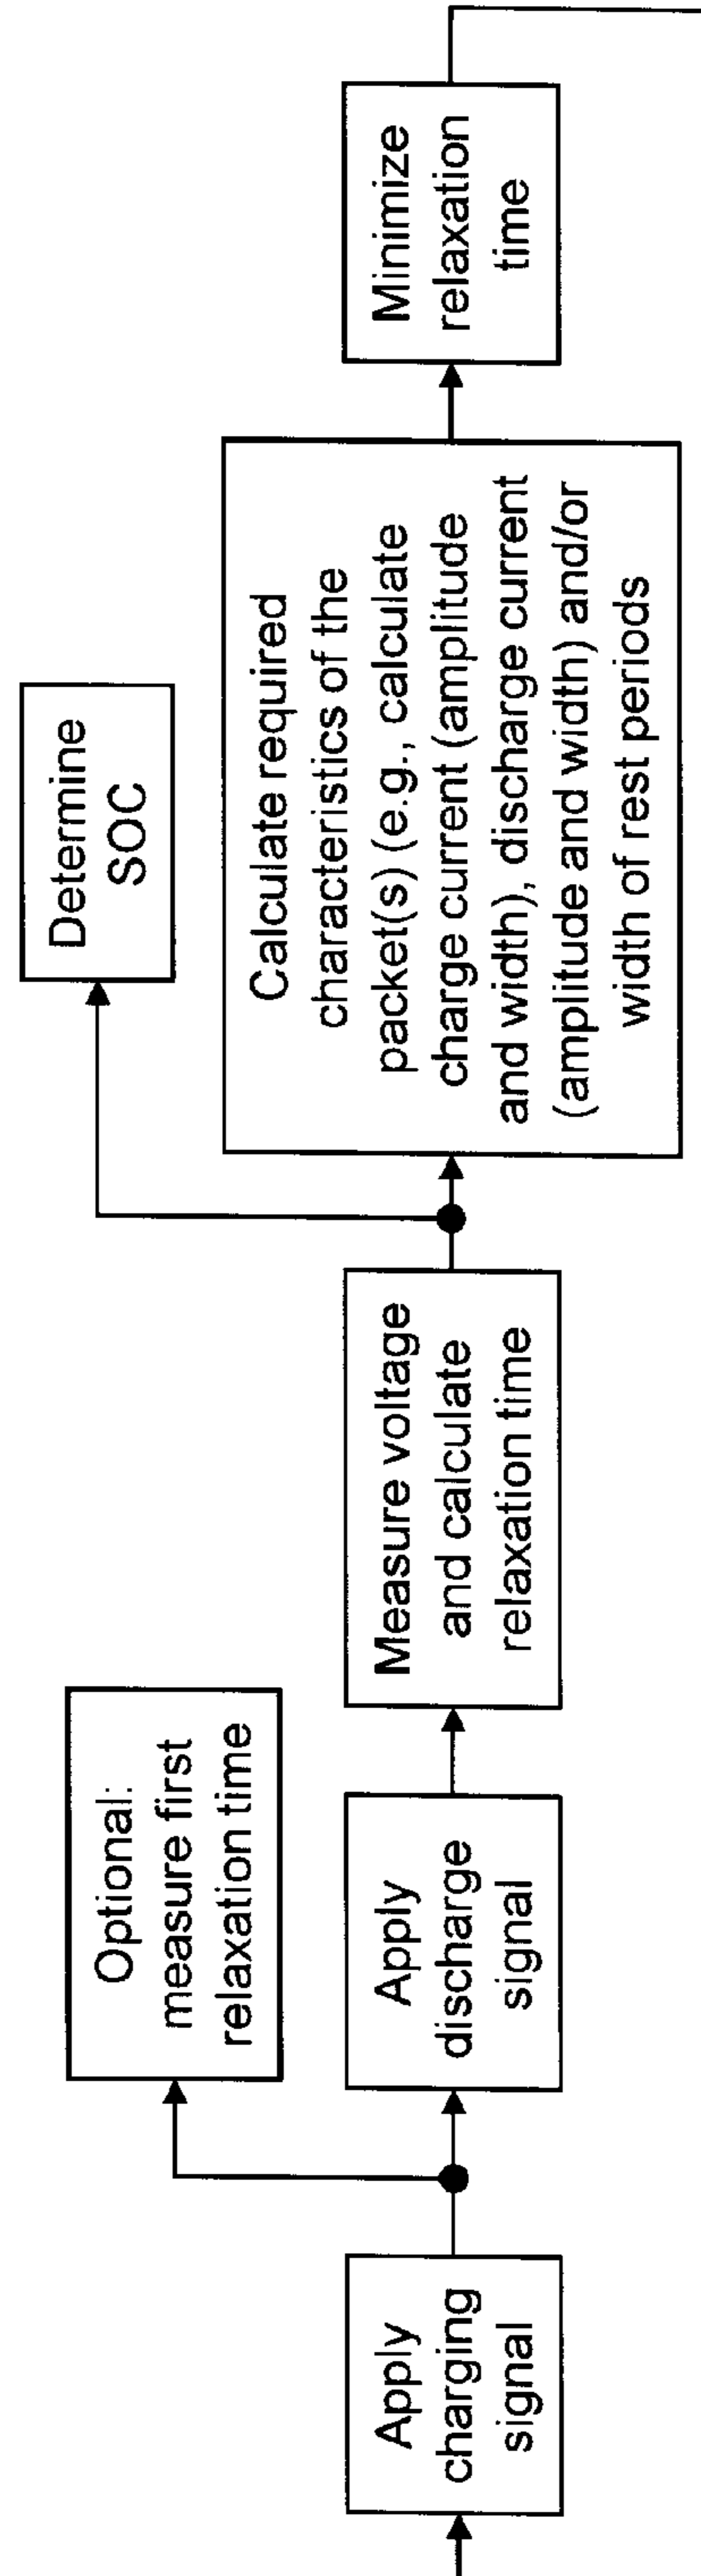 Apply
charging
signal
Optional:
measure first
relaxation time
Apply
discharge
signal
Measure voltage
and calculate
relaxation time
Determine
SOC
Calculate required
characteristics of the
packet(s) (e.g., calculate
charge current (amplitude
and width), discharge current
(amplitude and width) and/or
width of rest periods
Minimize
relaxation
time